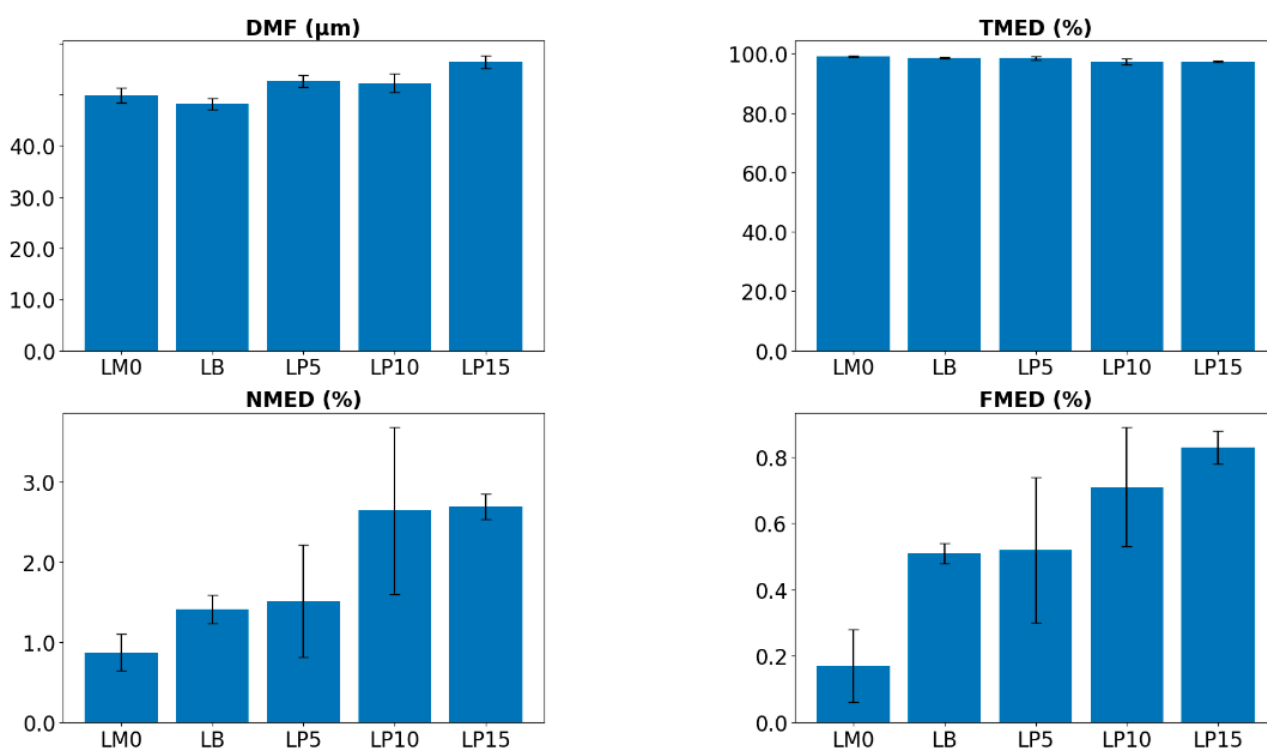 DMF (µm)
40.0
30.0
20.0
10.0
0.0
LM0 LB LP5 LP10 LP15
TMED (%)
100.0
80.0
60.0
40.0
20.0
0.0
LM0 LB LP5 LP10 LP15
NMED (%)
3.0
2.0
1.0
0.0
LM0 LB LP5 LP10 LP15
FMED (%)
0.8
0.6
0.4
0.2
0.0
LM0 LB LP5 LP10 LP15